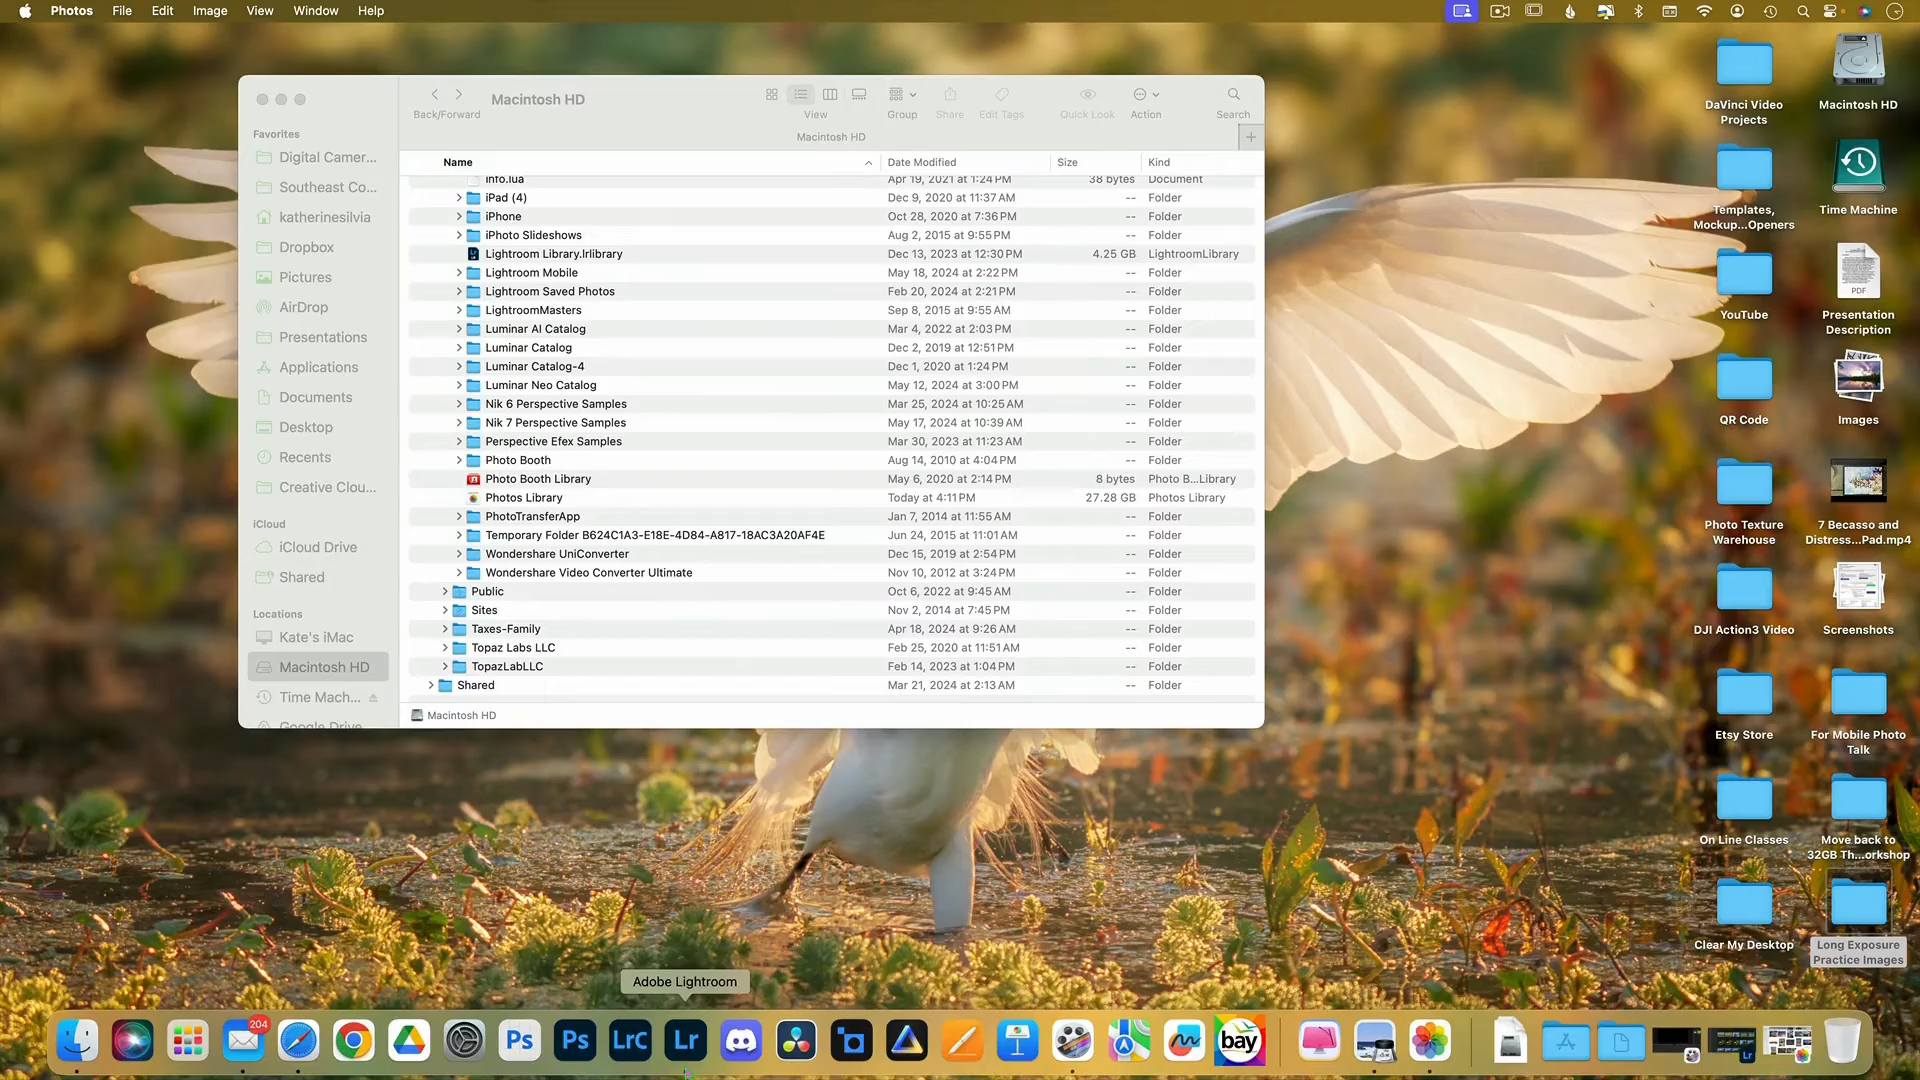 Photos File Edit Image View Window Help
Back/Forward
Macintosh HD
View
Group
Share
Edit Tags
Quick Look
Action
Search
Macintosh HD
Favorites
Digital Camer...
Southeast Co...
katherinesilvia
Dropbox
Pictures
AirDrop
Presentations
Applications
Documents
Desktop
Recents
Creative Clou...
iCloud
iCloud Drive
Shared
Locations
Kate's iMac
Macintosh HD
Time Mach...
Google Drive
Name Date Modified Size Kind
info.lua Apr 19, 2021 at 1:24 PM 38 bytes Document
iPad (4) Dec 9, 2020 at 11:37 AM -- Folder
iPhone Oct 28, 2020 at 7:36 PM -- Folder
iPhoto Slideshows Aug 2, 2015 at 9:55 PM -- Folder
Lightroom Library.lrlibrary Dec 13, 2023 at 12:30 PM 4.25 GB LightroomLibrary
Lightroom Mobile May 18, 2024 at 2:22 PM -- Folder
Lightroom Saved Photos Feb 20, 2024 at 2:21 PM -- Folder
LightroomMasters Sep 8, 2015 at 9:55 AM -- Folder
Luminar AI Catalog Mar 4, 2022 at 2:03 PM -- Folder
Luminar Catalog Dec 2, 2019 at 12:51 PM -- Folder
Luminar Catalog-4 Dec 1, 2020 at 1:24 PM -- Folder
Luminar Neo Catalog May 12, 2024 at 3:00 PM -- Folder
Nik 6 Perspective Samples Mar 25, 2024 at 10:25 AM -- Folder
Nik 7 Perspective Samples May 17, 2024 at 10:39 AM -- Folder
Perspective Efex Samples Mar 30, 2023 at 11:23 AM -- Folder
Photo Booth Aug 14, 2010 at 4:04 PM -- Folder
Photo Booth Library May 6, 2020 at 2:14 PM 8 bytes Photo B...Library
Photos Library Today at 4:11 PM 27.28 GB Photos Library
PhotoTransferApp Jan 7, 2014 at 11:55 AM -- Folder
Temporary Folder B624C1A3-E18E-4D84-A817-18AC3A20AF4E Jun 24, 2015 at 11:01 AM -- Folder
Wondershare UniConverter Dec 15, 2019 at 2:54 PM -- Folder
Wondershare Video Converter Ultimate Nov 10, 2012 at 3:24 PM -- Folder
Public Oct 6, 2022 at 9:45 AM -- Folder
Sites Nov 2, 2014 at 7:45 PM -- Folder
Taxes-Family Apr 18, 2024 at 9:26 AM -- Folder
Topaz Labs LLC Feb 25, 2020 at 11:51 AM -- Folder
TopazLabLLC Feb 14, 2023 at 1:04 PM -- Folder
Shared Mar 21, 2024 at 2:13 AM -- Folder
Macintosh HD
DaVinci Video
Projects
Macintosh HD
Templates,
Mockup...Openers
Time Machine
YouTube
PDF
Presentation
Description
QR Code
Images
Photo Texture
Warehouse
7 Becasso and
Distress...Pad.mp4
DJI Action3 Video
Screenshots
Etsy Store
For Mobile Photo
Talk
On Line Classes
Move back to
32GB Th...orkshop
Clear My Desktop
Long Exposure
Practice Images
Adobe Lightroom
204
Ps
Ps
LrC
Lr
bay
Lr